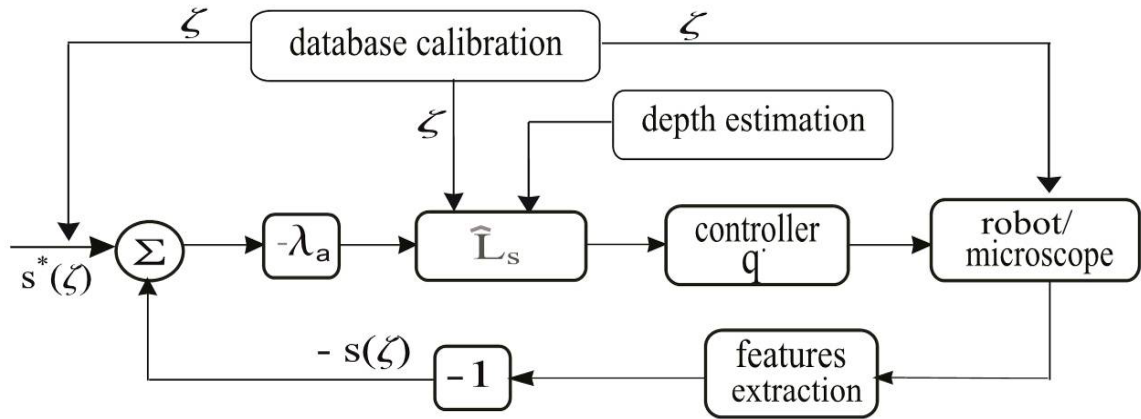 ζ
database calibration
ζ
ζ
depth estimation
s*(ζ)
Σ
-λa
L̂s
controller
q̇
robot/
microscope
- s(ζ)
-1
features
extraction